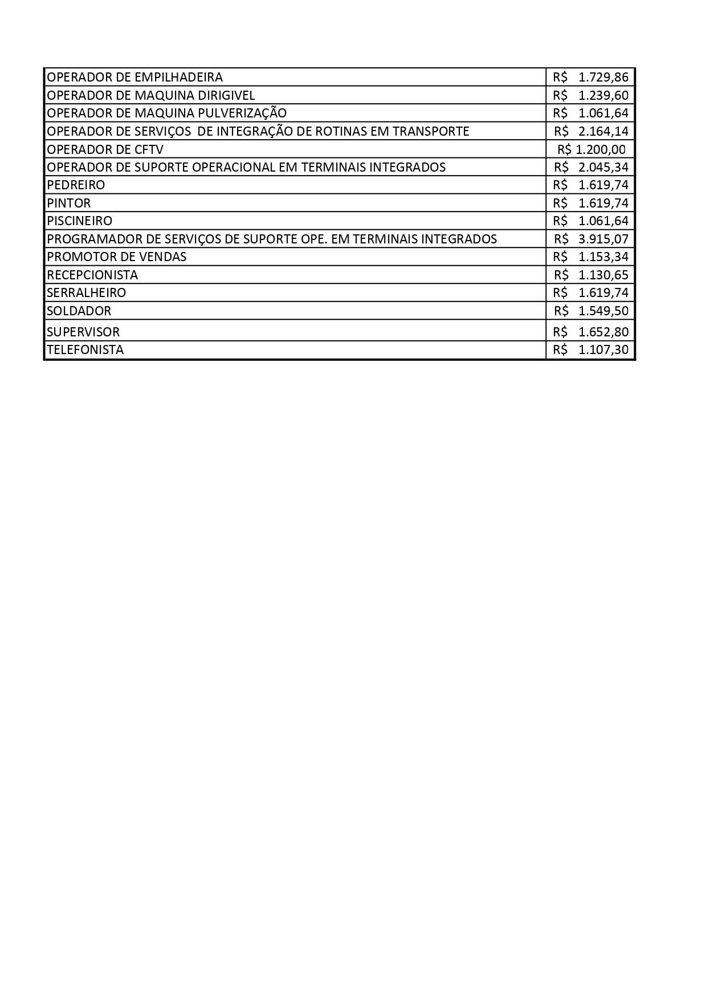 OPERADOR DE EMPILHADEIRA R$ 1.729,86
OPERADOR DE MAQUINA DIRIGIVEL R$ 1.239,60
OPERADOR DE MAQUINA PULVERIZAÇÃO R$ 1.061,64
OPERADOR DE SERVIÇOS  DE INTEGRAÇÃO DE ROTINAS EM TRANSPORTE R$ 2.164,14
OPERADOR DE CFTV R$ 1.200,00
OPERADOR DE SUPORTE OPERACIONAL EM TERMINAIS INTEGRADOS R$ 2.045,34
PEDREIRO R$ 1.619,74
PINTOR R$ 1.619,74
PISCINEIRO R$ 1.061,64
PROGRAMADOR DE SERVIÇOS DE SUPORTE OPE. EM TERMINAIS INTEGRADOS R$ 3.915,07
PROMOTOR DE VENDAS R$ 1.153,34
RECEPCIONISTA R$ 1.130,65
SERRALHEIRO R$ 1.619,74
SOLDADOR R$ 1.549,50
SUPERVISOR R$ 1.652,80
TELEFONISTA R$ 1.107,30